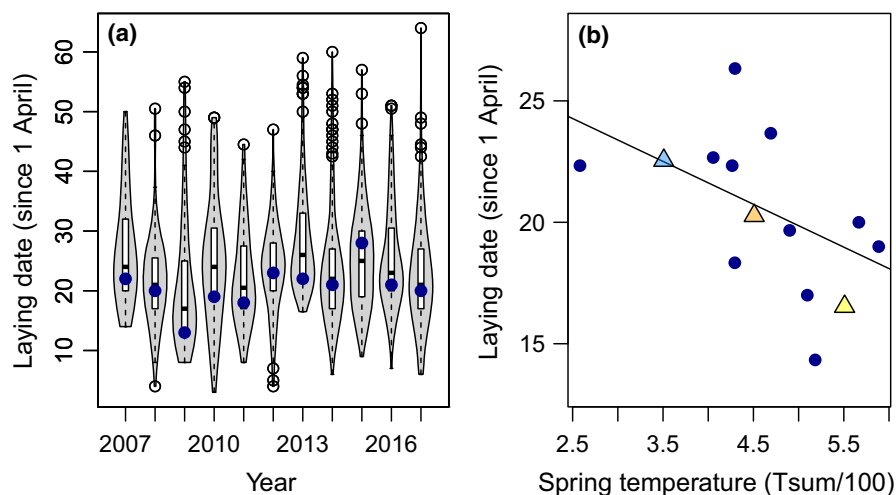 (a)
Laying date (since 1 April)
60
50
40
30
20
10
2007
2010
2013
2016
Year
(b)
Laying date (since 1 April)
25
20
15
2.5
3.5
4.5
5.5
Spring temperature (Tsum/100)